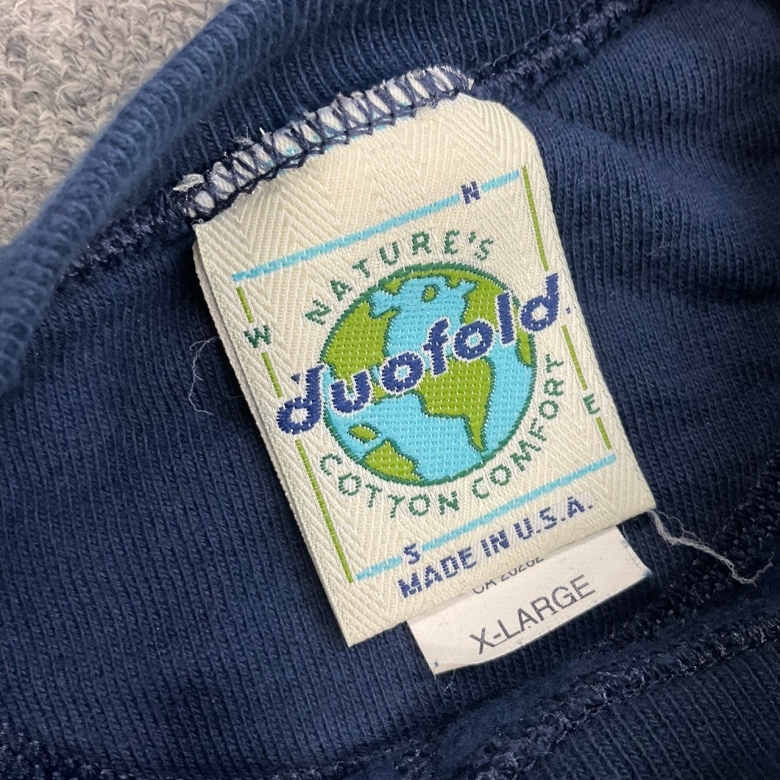 N
NATURE'S
W
duofold.
E
COTTON COMFORT
S
MADE IN U.S.A.
X-LARGE